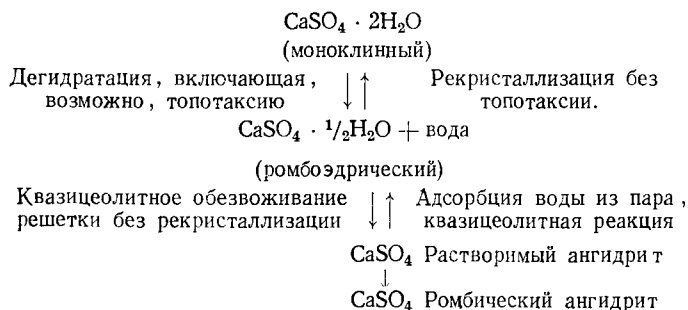 CaSO₄ · 2H₂O
(моноклинный)
Дегидратация, включающая, Рекристаллизация без
возможно, топотаксию топотаксии.
CaSO₄ · ¹/₂H₂O + вода
(ромбоэдрический)
Квазицеолитное обезвоживание Адсорбция воды из пара,
решетки без рекристаллизации квазицеолитная реакция
CaSO₄ Растворимый ангидрит
CaSO₄ Ромбический ангидрит